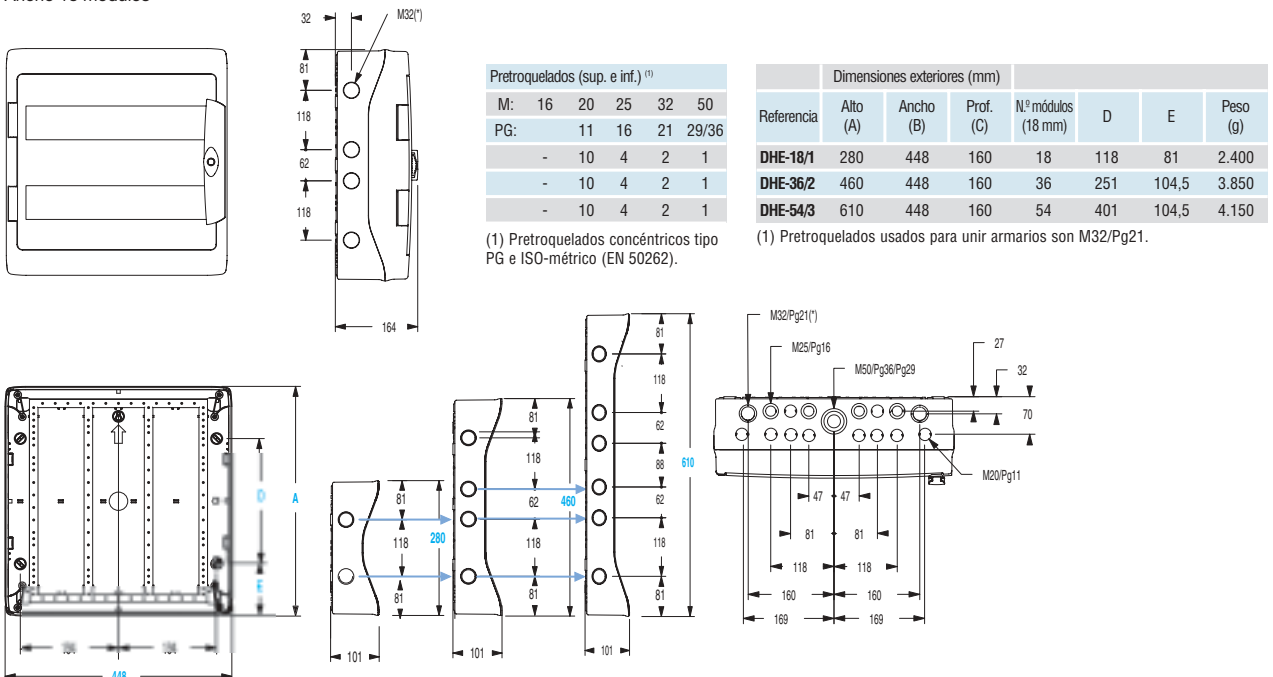 32
M32(*)
81
118
62
118
164
Pretroquelados (sup. e inf.) (1)
M: 16 20 25 32 50
PG: 11 16 21 29/36
- 10 4 2 1
- 10 4 2 1
- 10 4 2 1
(1) Pretroquelados concéntricos tipo
PG e ISO-métrico (EN 50262).
Dimensiones exteriores (mm)
Referencia Alto (A) Ancho (B) Prof. (C) N.º módulos (18 mm) D E Peso (g)
DHE-18/1 280 448 160 18 118 81 2.400
DHE-36/2 460 448 160 36 251 104,5 3.850
DHE-54/3 610 448 160 54 401 104,5 4.150
(1) Pretroquelados usados para unir armarios son M32/Pg21.
A
D
E
448
81
118
81
280
101
81
118
62
118
81
460
101
81
118
62
88
62
118
81
610
101
M32/Pg21(*)
M25/Pg16
M50/Pg36/Pg29
27
32
70
M20/Pg11
47 47
81 81
118 118
160 160
169 169